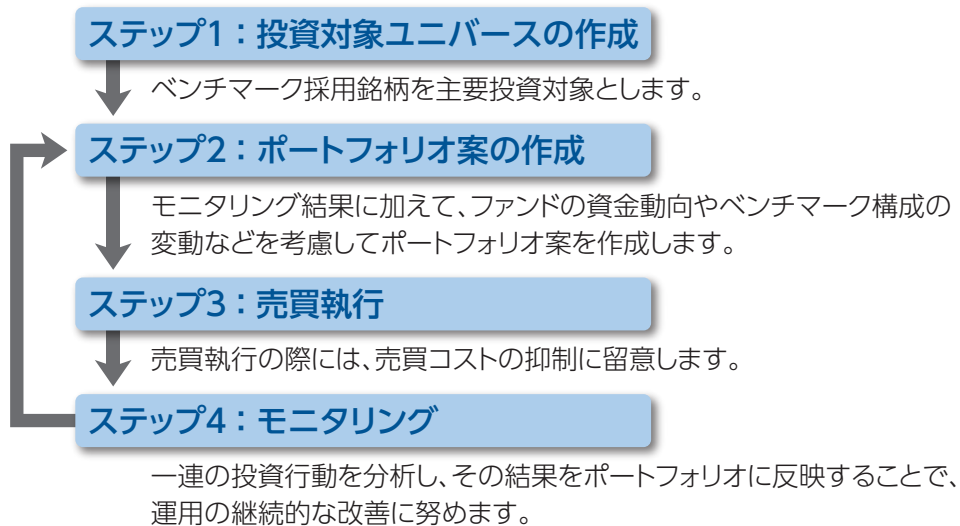 ステップ1：投資対象ユニバースの作成
ベンチマーク採用銘柄を主要投資対象とします。
ステップ2：ポートフォリオ案の作成
モニタリング結果に加えて、ファンドの資金動向やベンチマーク構成の
変動などを考慮してポートフォリオ案を作成します。
ステップ3：売買執行
売買執行の際には、売買コストの抑制に留意します。
ステップ4：モニタリング
一連の投資行動を分析し、その結果をポートフォリオに反映することで、
運用の継続的な改善に努めます。